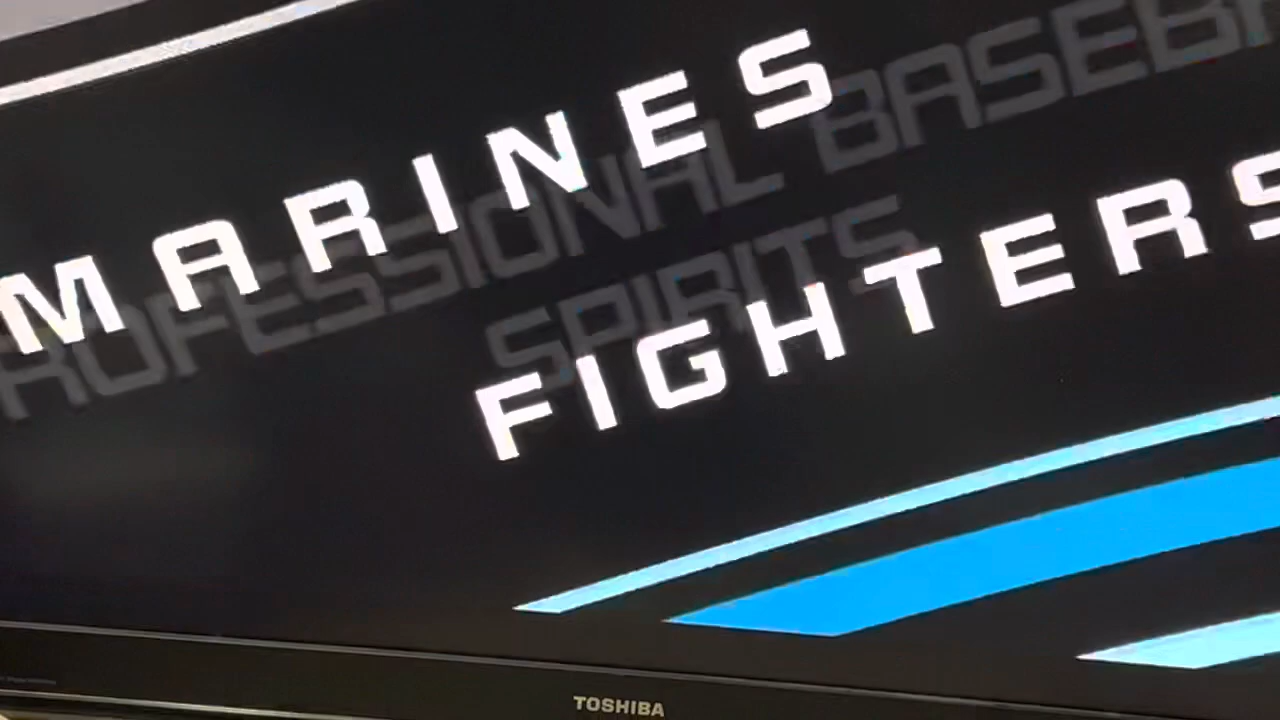 MARINES
PROFESSIONAL BASEBA
SPIRITS
FIGHTERS
TOSHIBA